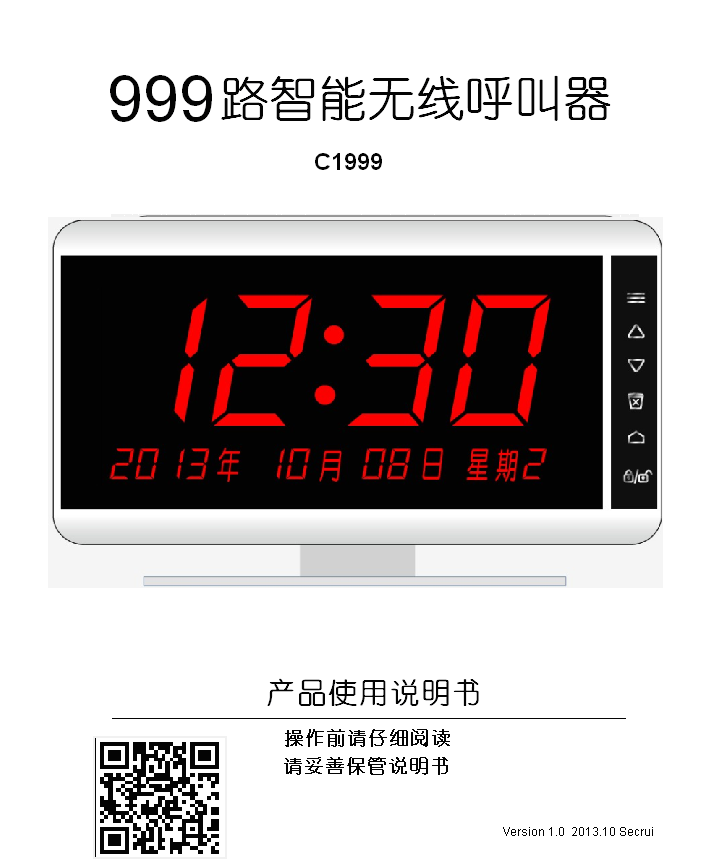 999路智能无线呼叫器
C1999
12:30
2013年 10月 08日 星期2
产品使用说明书
操作前请仔细阅读
请妥善保管说明书
Version 1.0 2013.10 Secrui